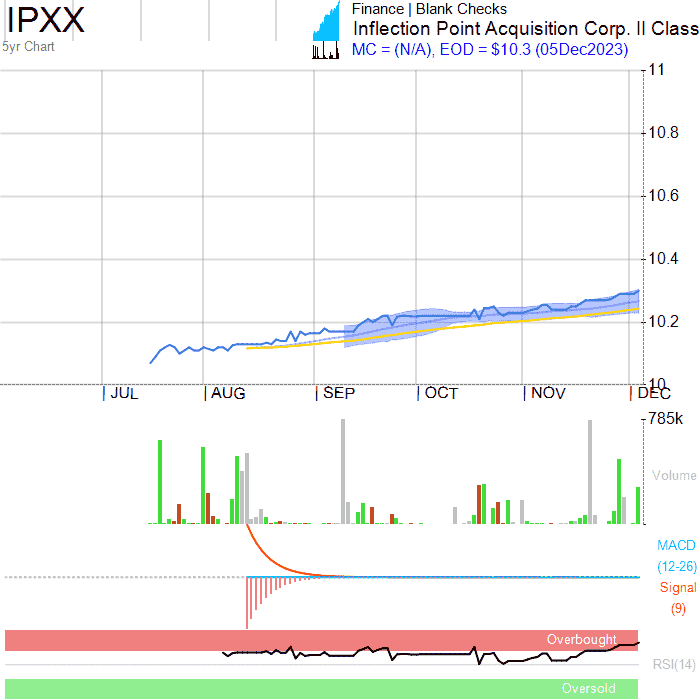 IPXX
5yr Chart
Finance | Blank Checks
Inflection Point Acquisition Corp. II Class
MC = (N/A), EOD = $10.3 (05Dec2023)
11
10.8
10.6
10.4
10.2
10
JUL AUG SEP OCT NOV DEC
785k
Volume
MACD
(12-26)
Signal
(9)
Overbought
RSI(14)
Oversold